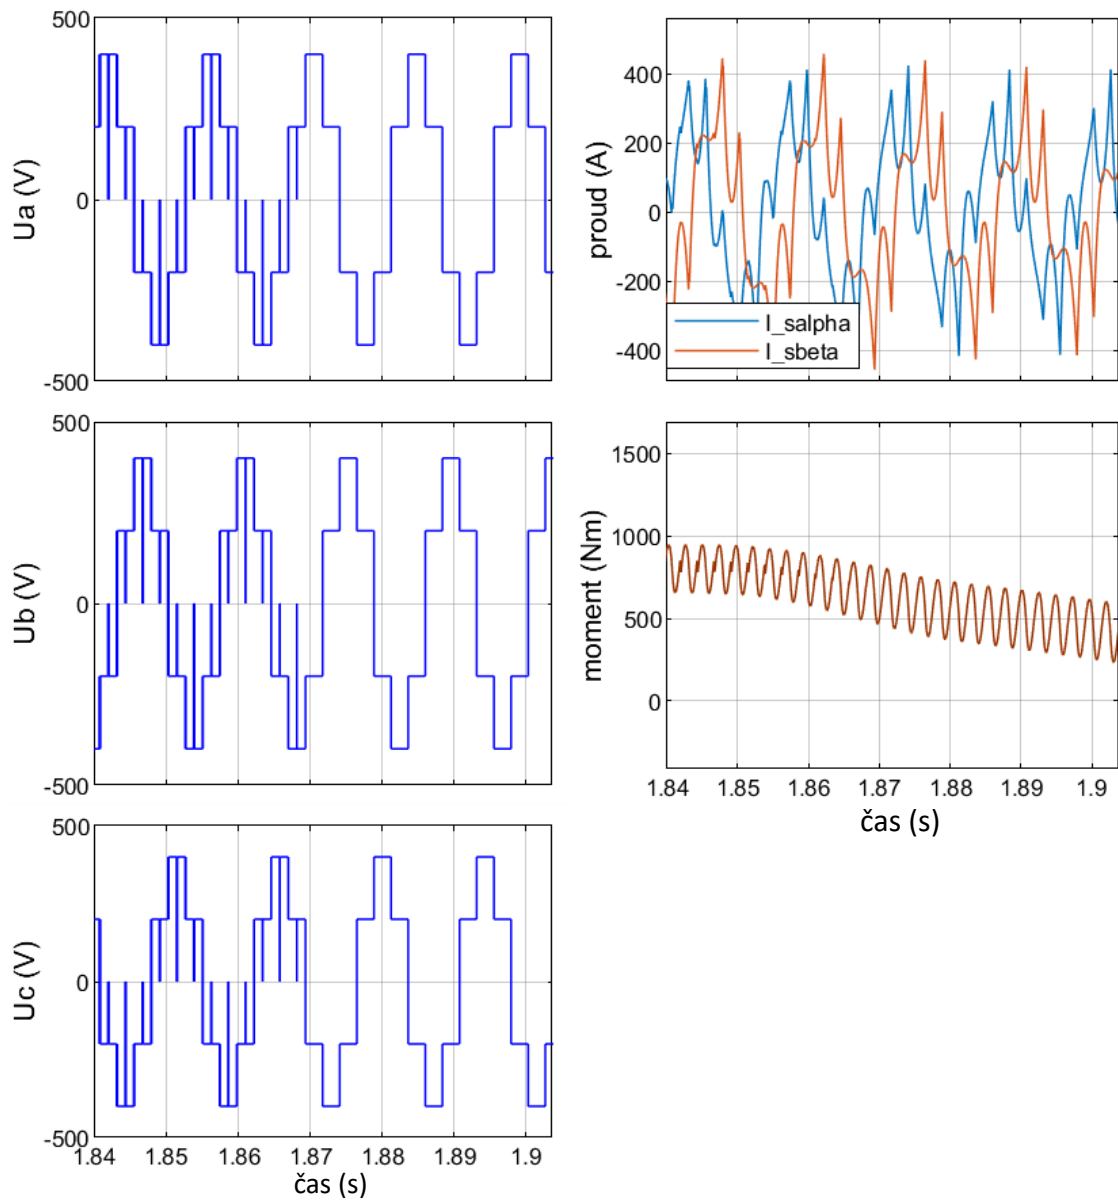 500
0
-500
Ua (V)
500
0
-500
Ub (V)
500
0
-500
Uc (V)
1.84 1.85 1.86 1.87 1.88 1.89 1.9
čas (s)
400
200
0
-200
-400
proud (A)
I_salpha
I_sbeta
1500
1000
500
0
moment (Nm)
1.84 1.85 1.86 1.87 1.88 1.89 1.9
čas (s)